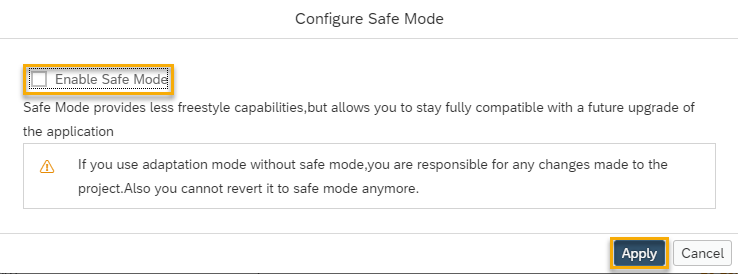 Configure Safe Mode
Enable Safe Mode
Safe Mode provides less freestyle capabilities,but allows you to stay fully compatible with a future upgrade of
the application
If you use adaptation mode without safe mode,you are responsible for any changes made to the
project.Also you cannot revert it to safe mode anymore.
Apply Cancel